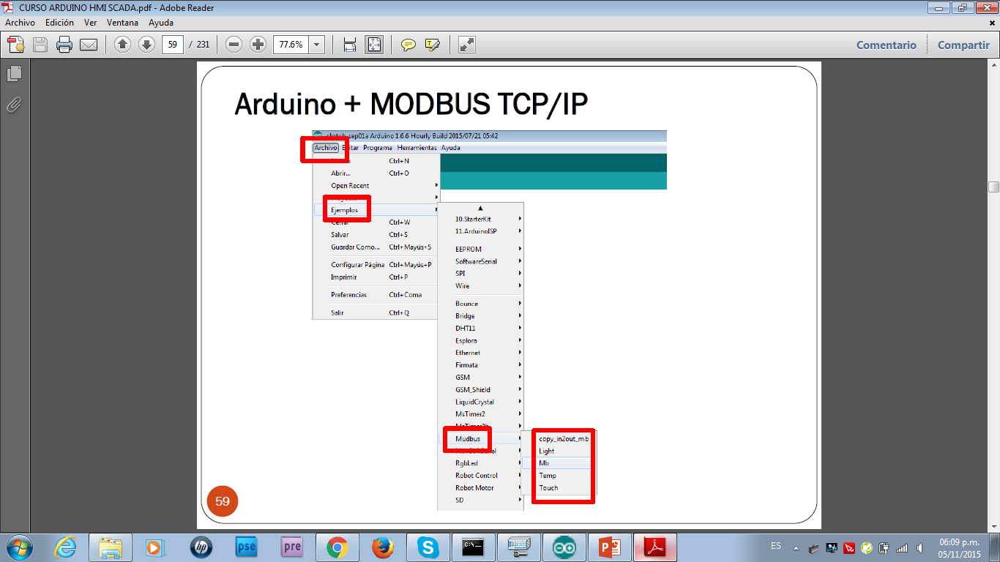 CURSO ARDUINO HMI SCADA.pdf - Adobe Reader
Archivo Edición Ver Ventana Ayuda
59 / 231 77.6% Comentario Compartir
Arduino + MODBUS TCP/IP
sketch_sep01a Arduino 1.6.6 Hourly Build 2015/07/21 05:42
Archivo Editar Programa Herramientas Ayuda
Ctrl+N
Abrir... Ctrl+O
Open Recent
Ejemplos
Cerrar Ctrl+W
Salvar Ctrl+S
Guardar Como... Ctrl+Mayús+S
Configurar Página Ctrl+Mayús+P
Imprimir Ctrl+P
Preferencias Ctrl+Coma
Salir Ctrl+Q
10.StarterKit
11.ArduinoISP
EEPROM
SoftwareSerial
SPI
Wire
Bounce
Bridge
DHT11
Esplora
Ethernet
Firmata
GSM
GSM_Shield
LiquidCrystal
MsTimer2
Mudbus
RgbLed
Robot Control
Robot Motor
SD
copy_in2out_mb
Light
Mb
Temp
Touch
59
pse
pre
C:\_
ES
06:09 p.m.
05/11/2015